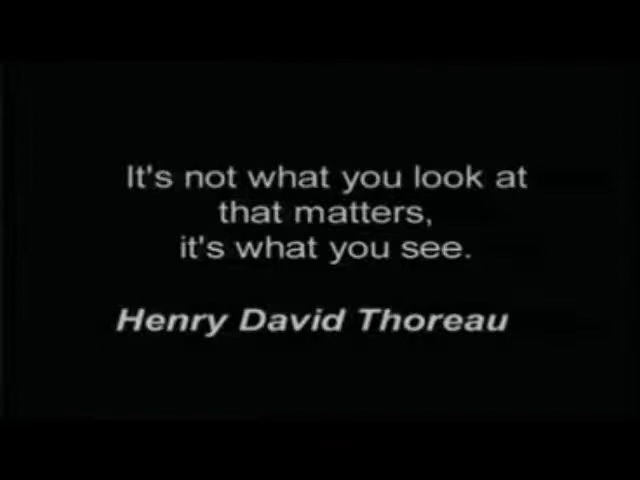 It's not what you look at
that matters,
it's what you see.
Henry David Thoreau